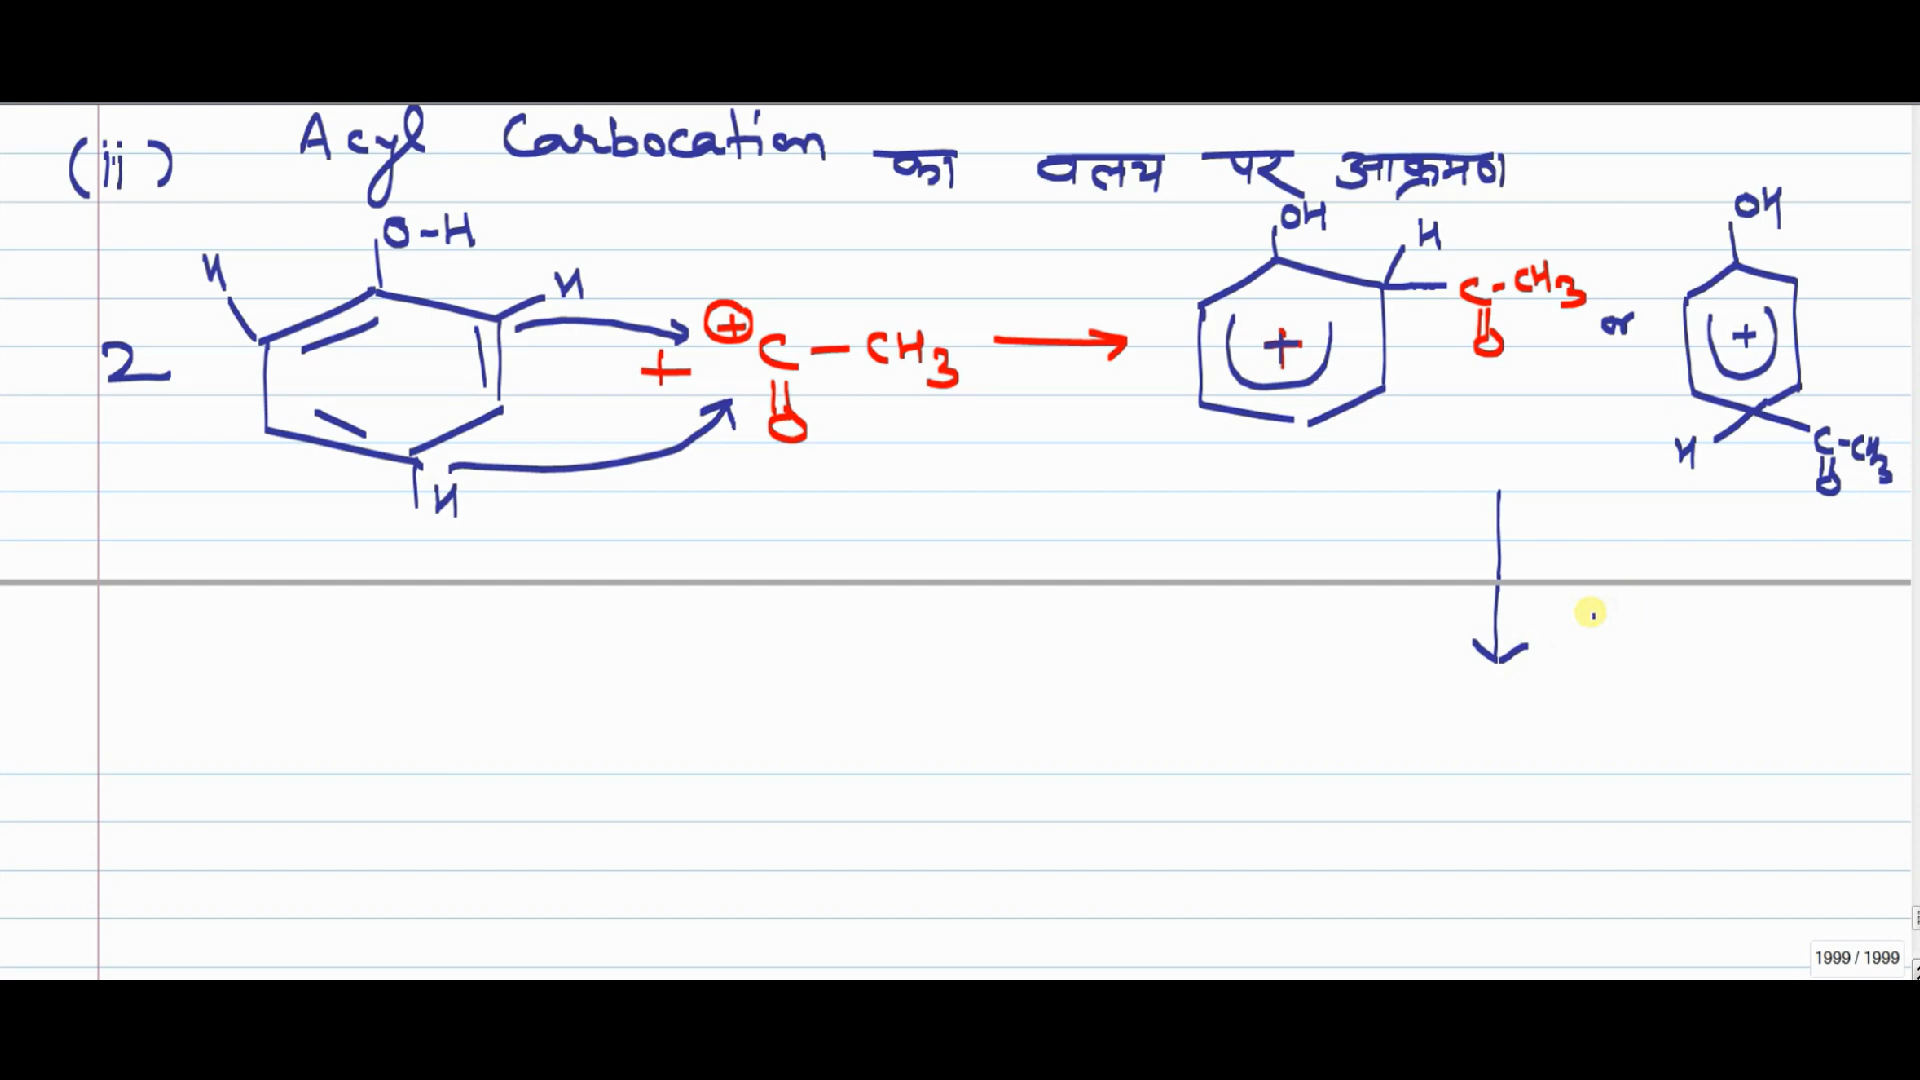 (ii) Acyl Carbocation का वलय पर आक्रमण
O-H
H
H
2
+
⊕
C - CH3
O
H
OH
H
C-CH3
O
+
or
OH
+
H
C-CH3
O
1999 / 1999